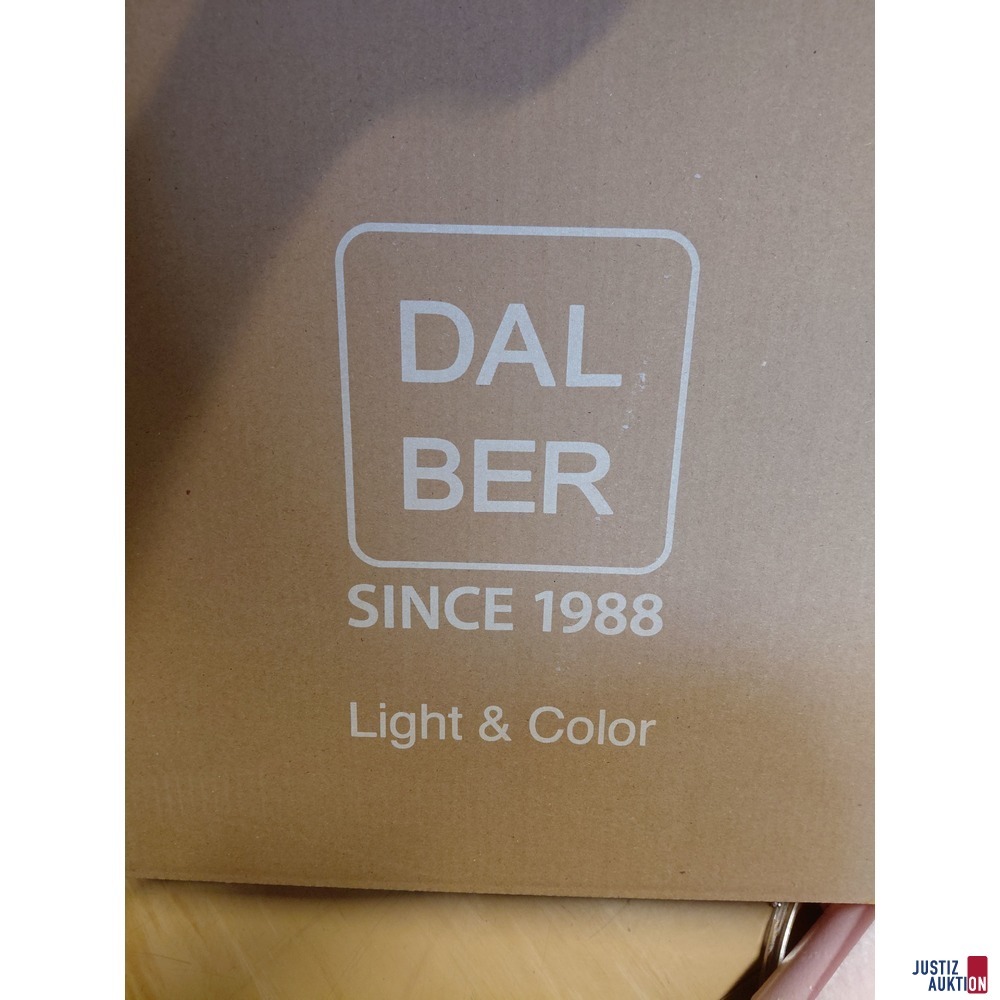 DAL
BER
SINCE 1988
Light & Color
JUSTIZ
AUKTION